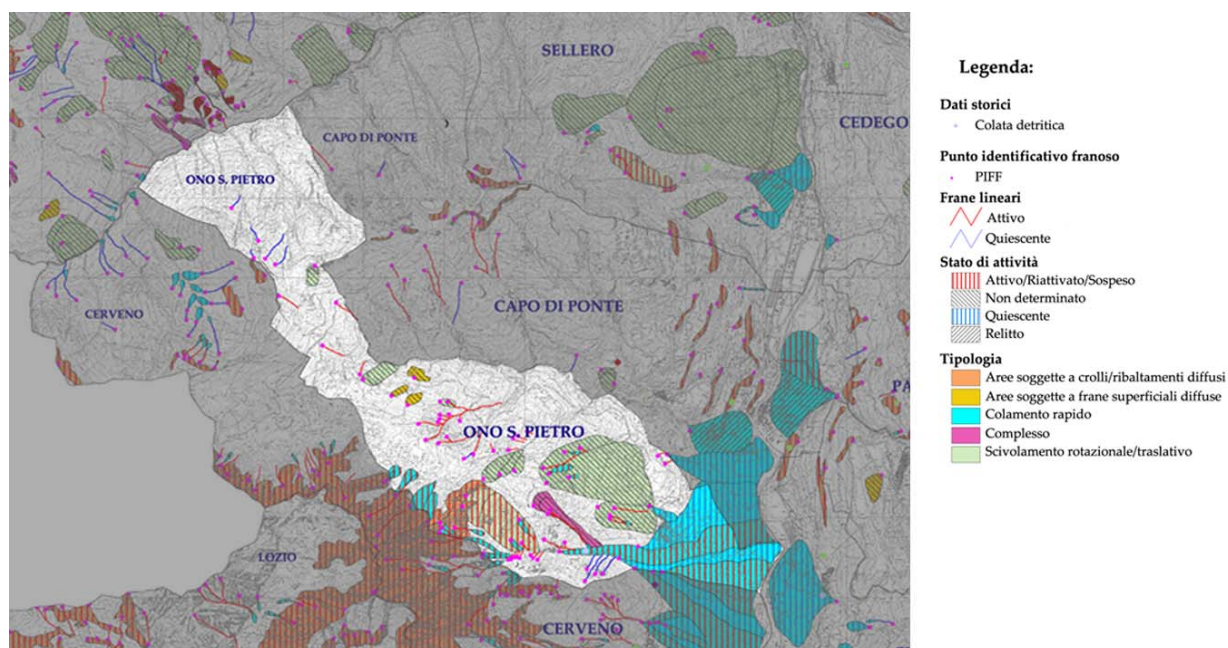 SELLERO
CEDEGO
CAPO DI PONTE
ONO S. PIETRO
CERVENO
CAPO DI PONTE
PA
ONO S. PIETRO
LOZIO
CERVENO
Legenda:
Dati storici
Colata detritica
Punto identificativo franoso
PIFF
Frane lineari
Attivo
Quiescente
Stato di attività
Attivo/Riattivato/Sospeso
Non determinato
Quiescente
Relitto
Tipologia
Aree soggette a crolli/ribaltamenti diffusi
Aree soggette a frane superficiali diffuse
Colamento rapido
Complesso
Scivolamento rotazionale/traslativo